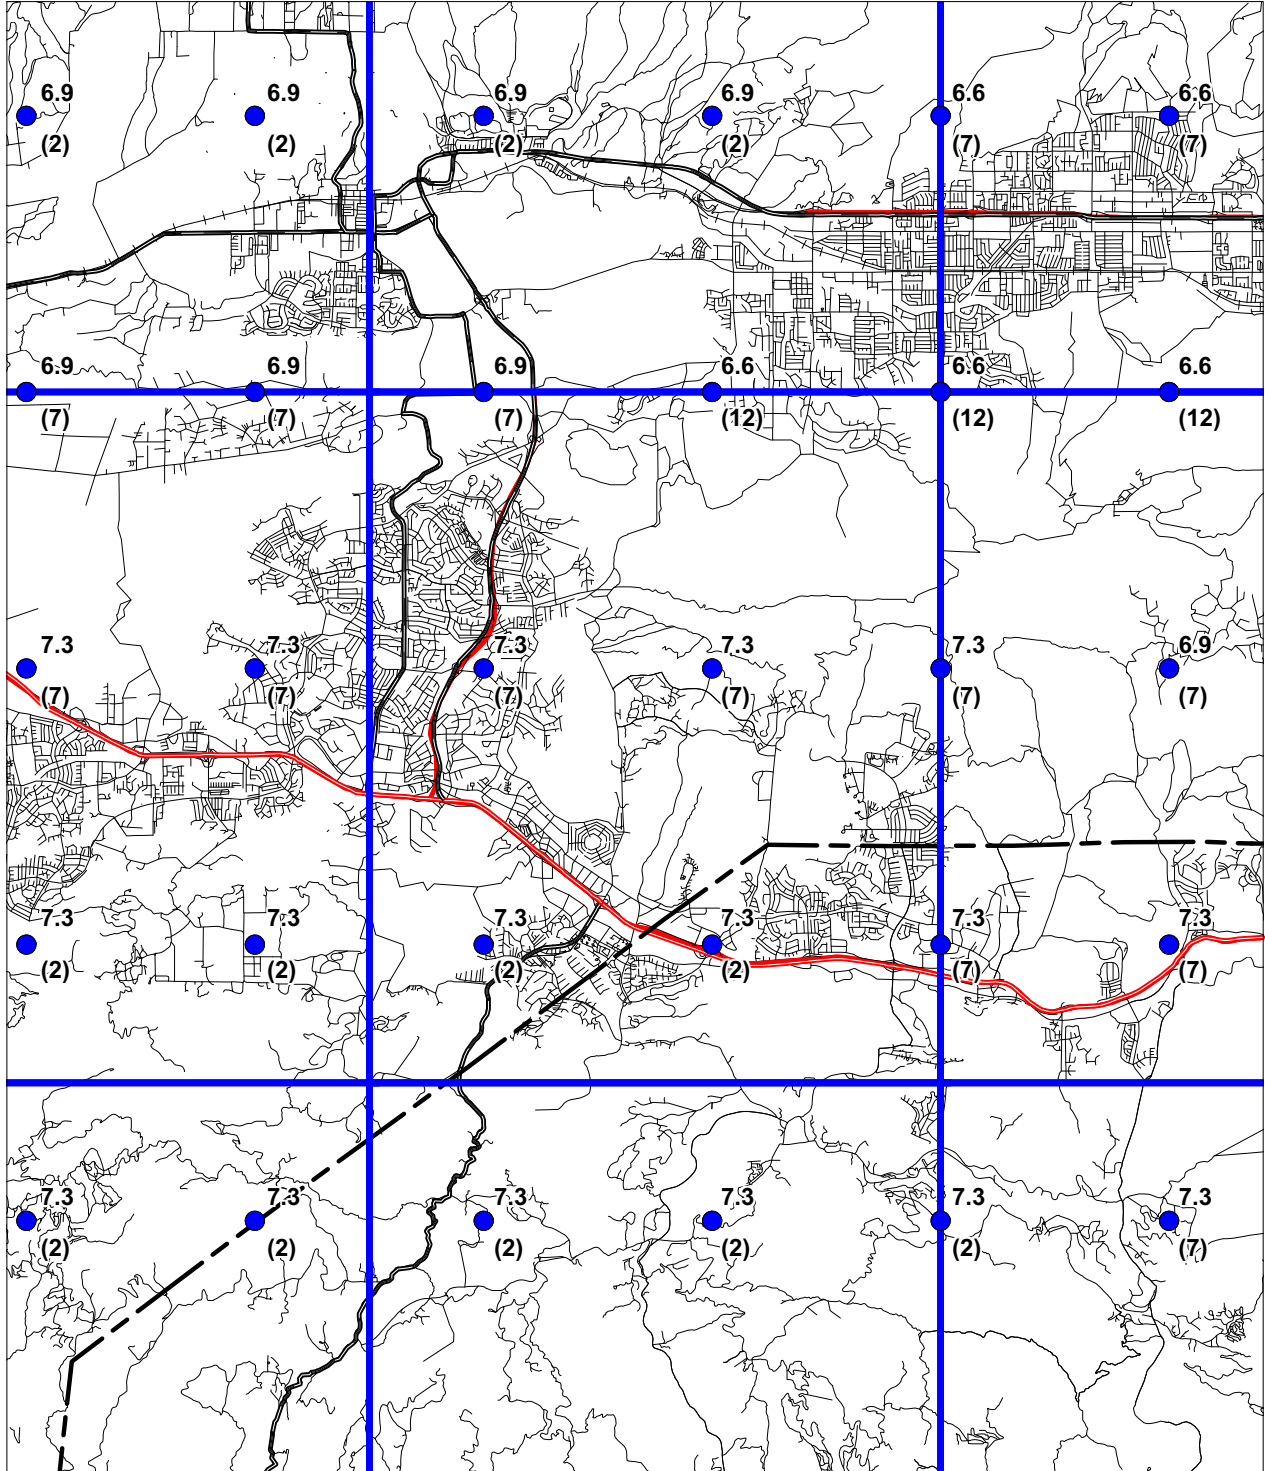 6.9 6.9 6.9 6.9 6.6 6.6
(2) (2) (2) (2) (7) (7)
6.9 6.9 6.9 6.6 6.6 6.6
(7) (7) (7) (12) (12) (12)
7.3 7.3 7.3 7.3 7.3 6.9
(7) (7) (7) (7) (7) (7)
7.3 7.3 7.3 7.3 7.3 7.3
(2) (2) (2) (2) (7) (7)
7.3 7.3 7.3 7.3 7.3 7.3
(2) (2) (2) (2) (2) (7)